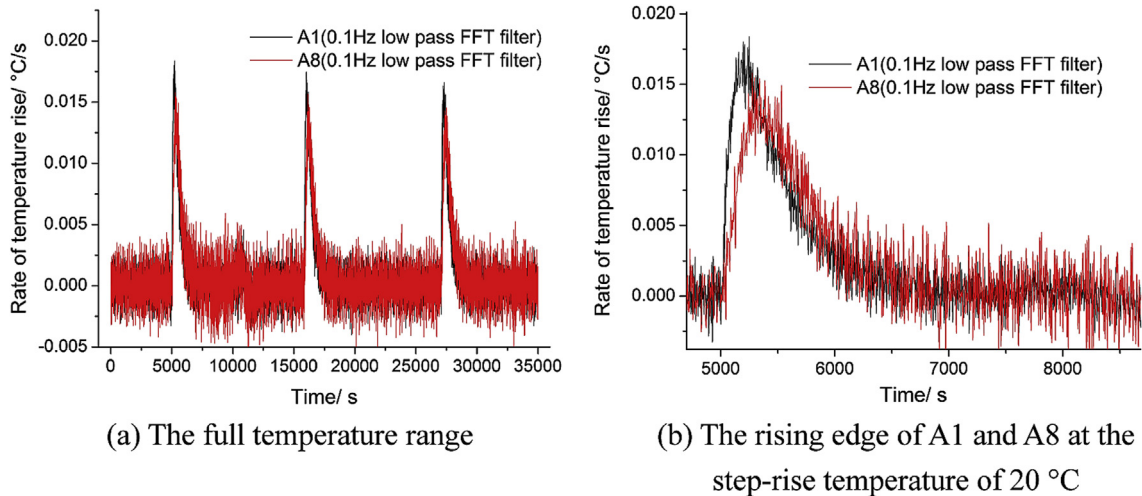 0.020
0.015
0.010
0.005
0.000
-0.005
Rate of temperature rise/ °C/s
A1(0.1Hz low pass FFT filter)
A8(0.1Hz low pass FFT filter)
0 5000 10000 15000 20000 25000 30000 35000
Time/ s
(a) The full temperature range
0.020
0.015
0.010
0.005
0.000
Rate of temperature rise/ °C/s
A1(0.1Hz low pass FFT filter)
A8(0.1Hz low pass FFT filter)
5000 6000 7000 8000
Time/ s
(b) The rising edge of A1 and A8 at the
step-rise temperature of 20 °C